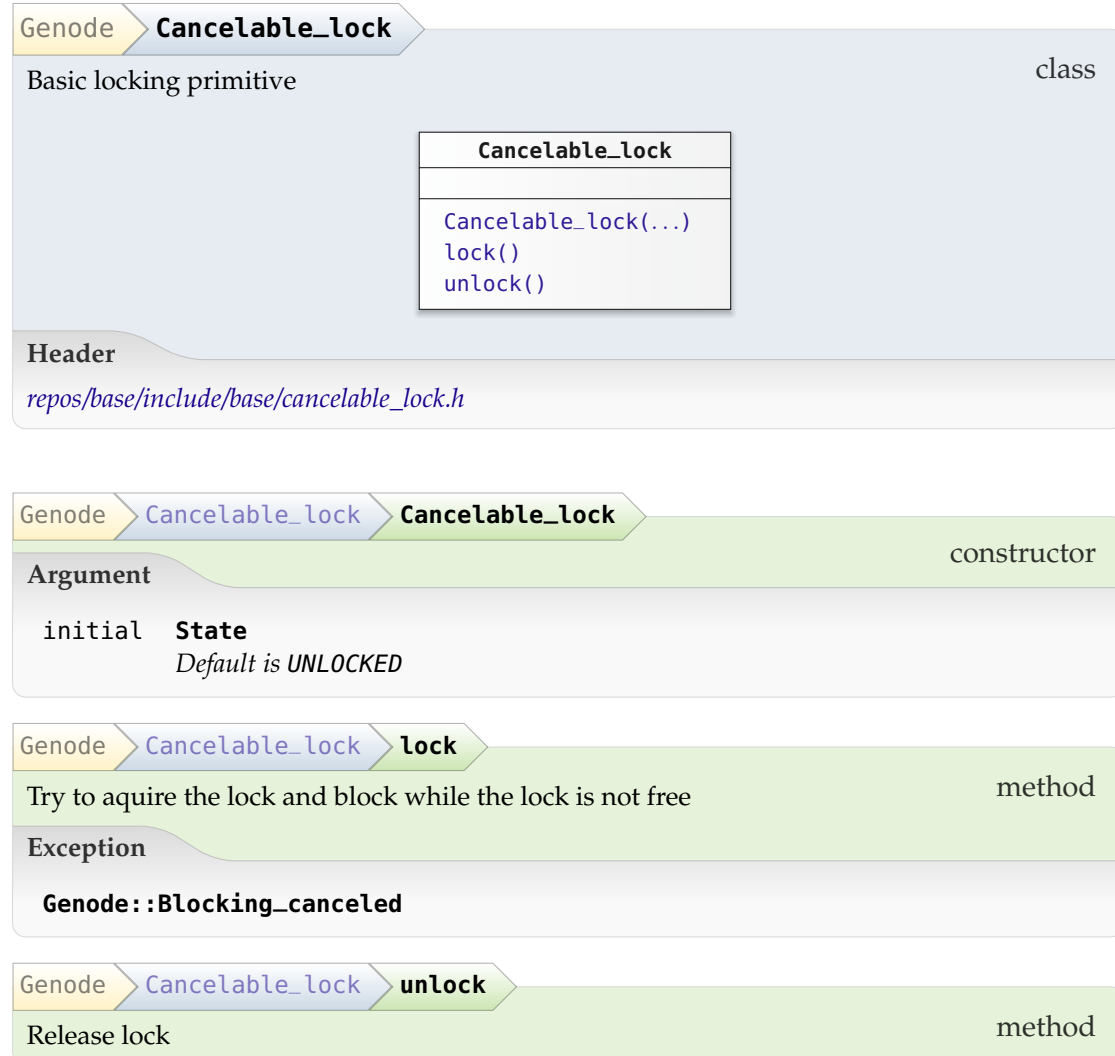 Genode Cancelable_lock
class
Basic locking primitive
Cancelable_lock
Cancelable_lock(...)
lock()
unlock()
Header
repos/base/include/base/cancelable_lock.h
Genode Cancelable_lock Cancelable_lock
constructor
Argument
initial State
Default is UNLOCKED
Genode Cancelable_lock lock
method
Try to aquire the lock and block while the lock is not free
Exception
Genode::Blocking_canceled
Genode Cancelable_lock unlock
method
Release lock